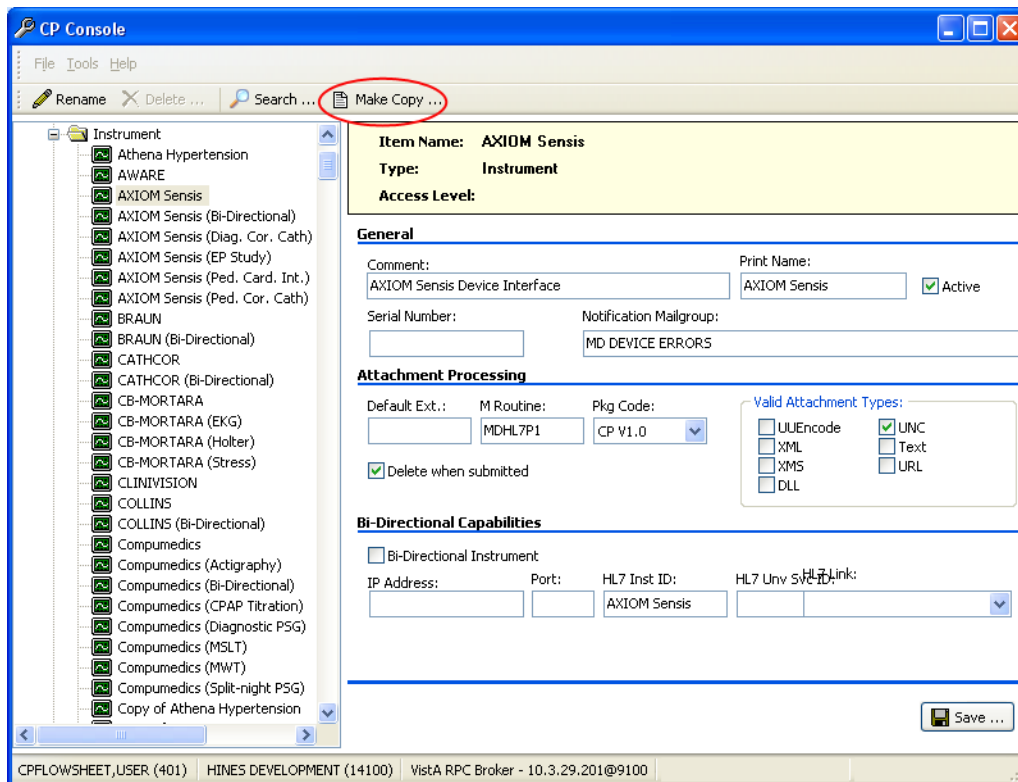 CP Console
File Tools Help
Rename Delete ... Search ... Make Copy ...
Instrument
Athena Hypertension
AWARE
AXIOM Sensis
AXIOM Sensis (Bi-Directional)
AXIOM Sensis (Diag. Cor. Cath)
AXIOM Sensis (EP Study)
AXIOM Sensis (Ped. Card. Int.)
AXIOM Sensis (Ped. Cor. Cath)
BRAUN
BRAUN (Bi-Directional)
CATHCOR
CATHCOR (Bi-Directional)
CB-MORTARA
CB-MORTARA (EKG)
CB-MORTARA (Holter)
CB-MORTARA (Stress)
CLINIVISION
COLLINS
COLLINS (Bi-Directional)
Compumedics
Compumedics (Actigraphy)
Compumedics (Bi-Directional)
Compumedics (CPAP Titration)
Compumedics (Diagnostic PSG)
Compumedics (MSLT)
Compumedics (MWT)
Compumedics (Split-night PSG)
Copy of Athena Hypertension
Item Name: AXIOM Sensis
Type: Instrument
Access Level:
General
Comment: Print Name:
AXIOM Sensis Device Interface AXIOM Sensis Active
Serial Number: Notification Mailgroup:
MD DEVICE ERRORS
Attachment Processing
Default Ext.: M Routine: Pkg Code:
MDHL7P1 CP V1.0
Delete when submitted
Valid Attachment Types:
UUEncode UNC
XML Text
XMS URL
DLL
Bi-Directional Capabilities
Bi-Directional Instrument
IP Address: Port: HL7 Inst ID: HL7 Unv Svc ID: HL7 Link:
AXIOM Sensis
Save ...
CPFLOWSHEET,USER (401) HINES DEVELOPMENT (14100) VistA RPC Broker - 10.3.29.201@9100